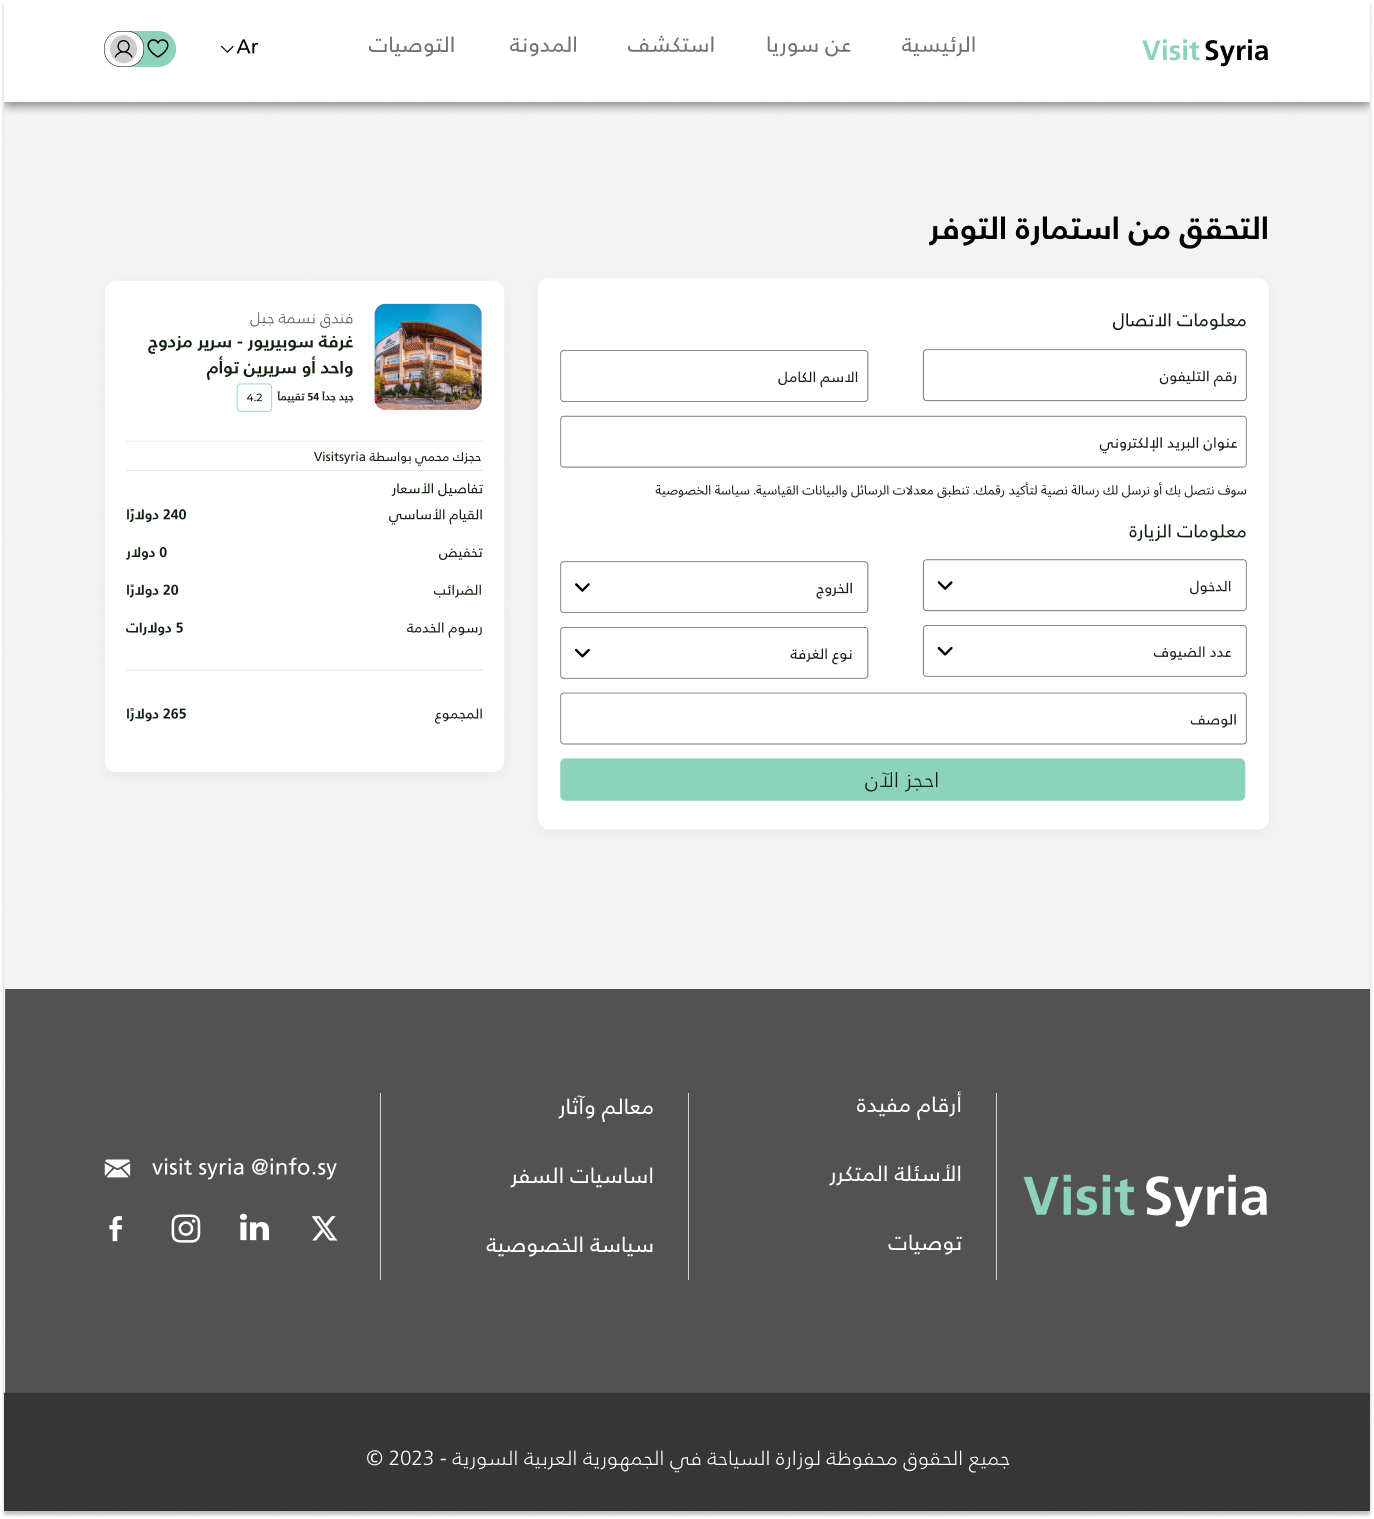 Visit Syria
الرئيسية
عن سوريا
استكشف
المدونة
التوصيات
Ar
التحقق من استمارة التوفر
معلومات الاتصال
رقم التليفون
الاسم الكامل
عنوان البريد الإلكتروني
سوف نتصل بك أو نرسل لك رسالة نصية لتأكيد رقمك. تنطبق معدلات الرسائل والبيانات القياسية. سياسة الخصوصية
معلومات الزيارة
الدخول
الخروج
عدد الضيوف
نوع الغرفة
الوصف
احجز الآن
فندق نسمة جبل
غرفة سوبيريور - سرير مزدوج
واحد أو سريرين توأم
جيد جداً 54 تقييماً 4.2
حجزك محمي بواسطة Visitsyria
تفاصيل الأسعار
القيام الأساسي 240 دولارًا
تخفيض 0 دولار
الضرائب 20 دولارًا
رسوم الخدمة 5 دولارات
المجموع 265 دولارًا
Visit Syria
أرقام مفيدة
الأسئلة المتكرر
توصيات
معالم وآثار
اساسيات السفر
سياسة الخصوصية
visit syria @info.sy
جميع الحقوق محفوظة لوزارة السياحة في الجمهورية العربية السورية - 2023 ©